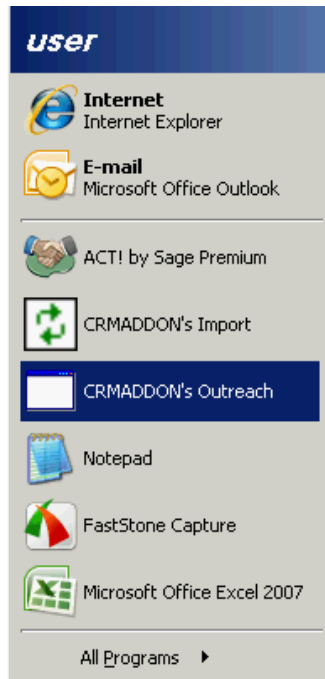 user
Internet
Internet Explorer
E-mail
Microsoft Office Outlook
ACT! by Sage Premium
CRMADDON's Import
CRMADDON's Outreach
Notepad
FastStone Capture
Microsoft Office Excel 2007
All Programs